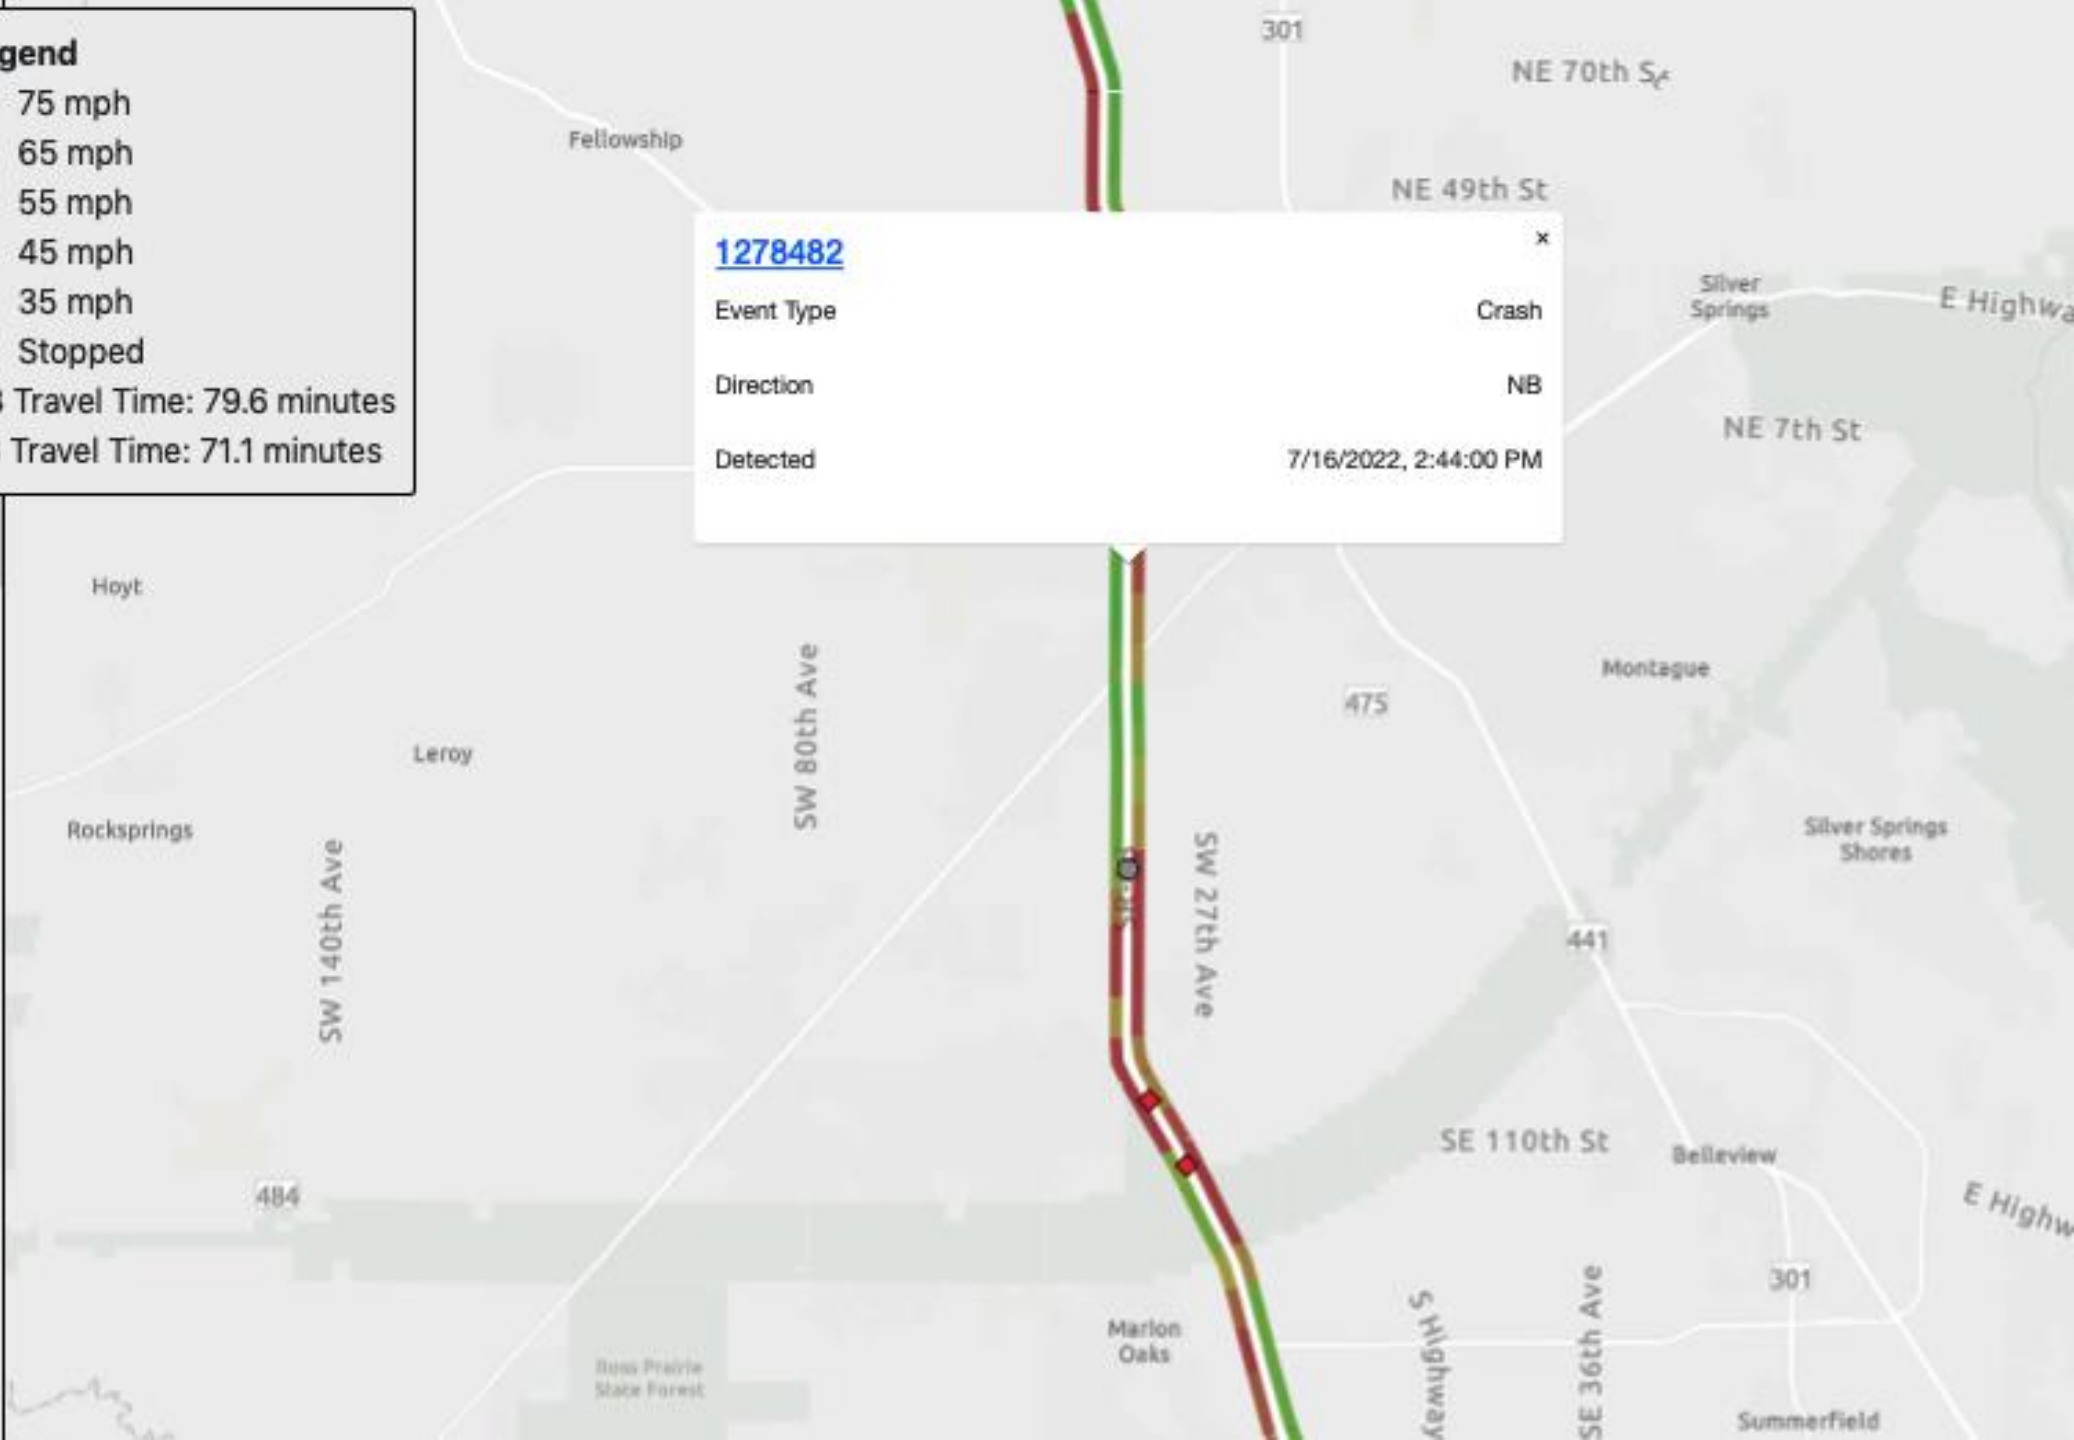 gend
75 mph
65 mph
55 mph
45 mph
35 mph
Stopped
Travel Time: 79.6 minutes
Travel Time: 71.1 minutes
301
NE 70th
Fellowship
NE 49th St
1278482
×
Event Type Crash
Direction NB
Detected 7/16/2022, 2:44:00 PM
Silver
Springs
E Highwa
NE 7th St
Hoyt
Montague
475
SW 80th Ave
Leroy
Rocksprings
SW 140th Ave
SW 27th Ave
Silver Springs
Shores
441
SE 110th St
Belleview
484
E Highw
301
Marion
Oaks
S Highway
SE 36th Ave
Ross Prairie
State Forest
Summerfield